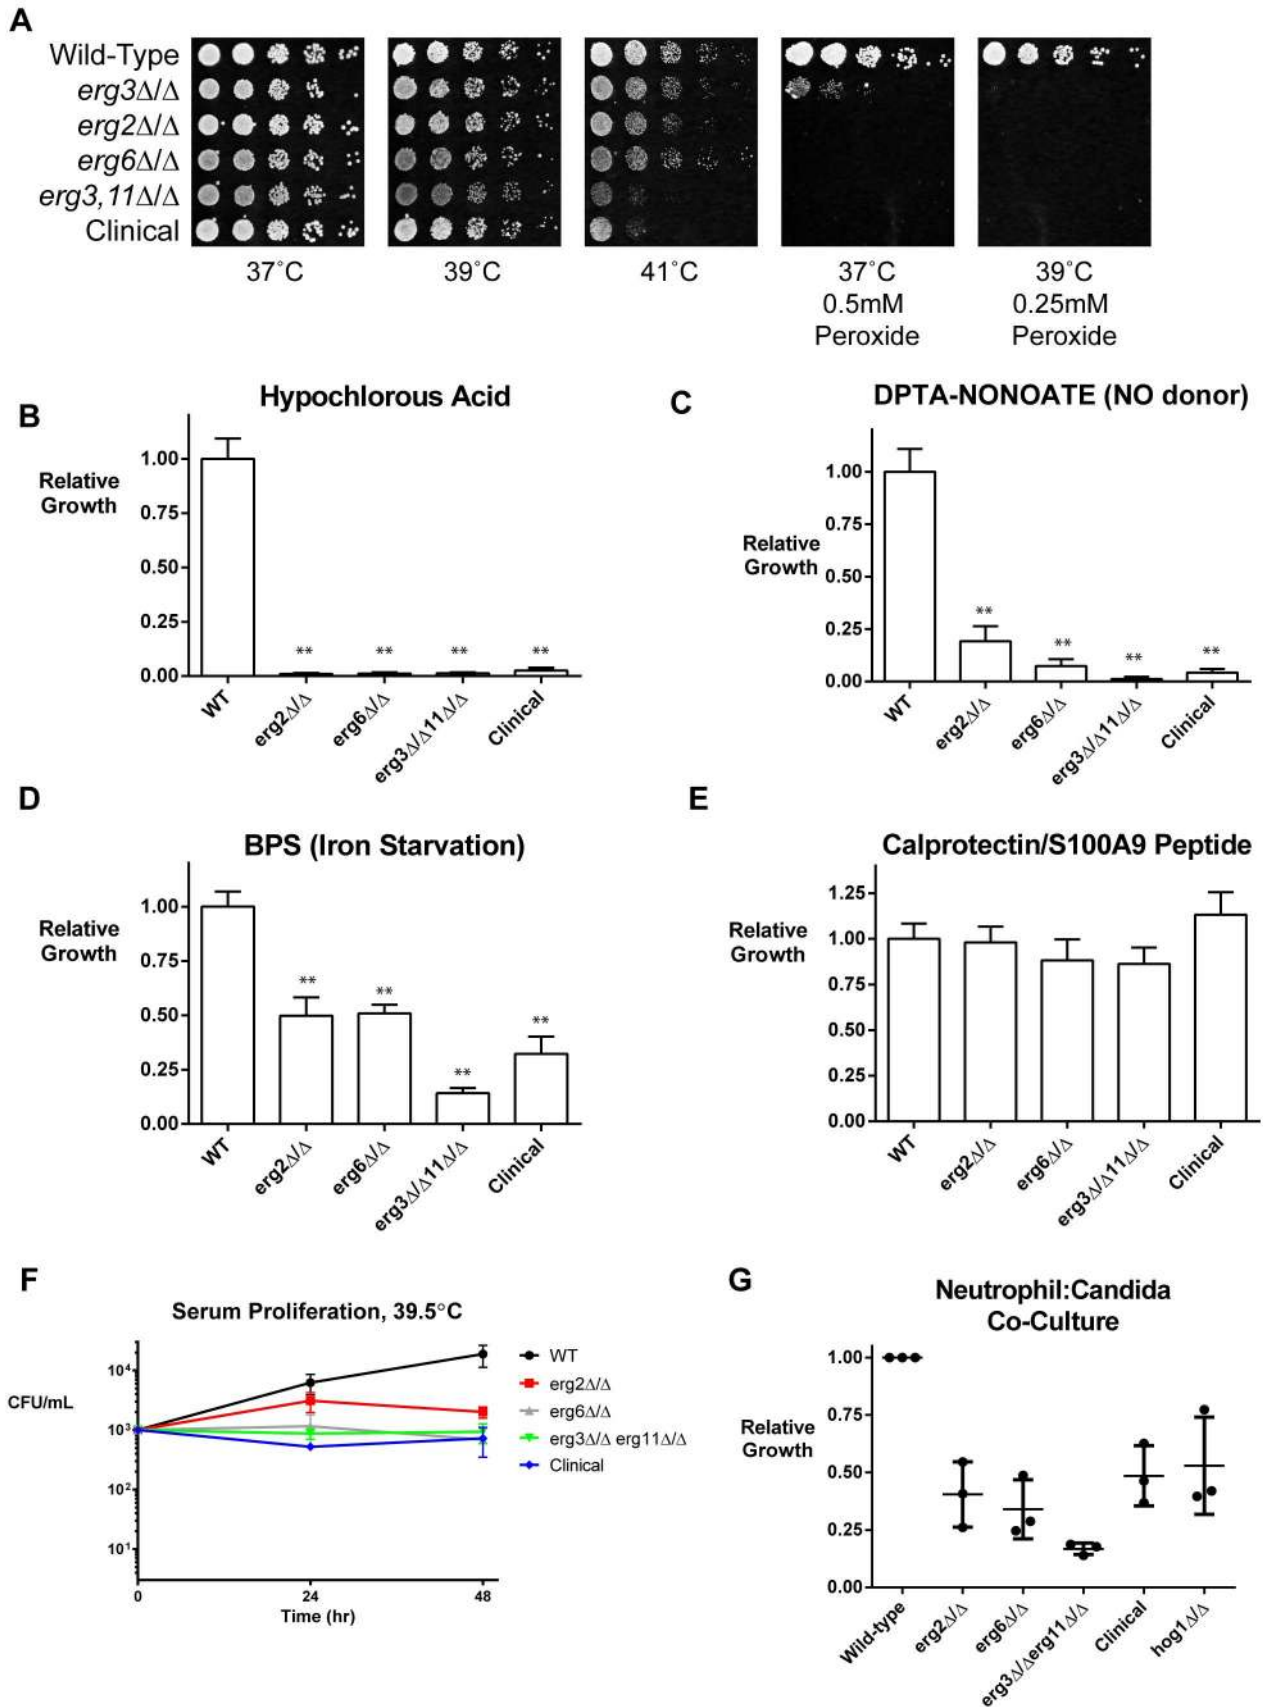 A
Wild-Type
erg3Δ/Δ
erg2Δ/Δ
erg6Δ/Δ
erg3,11Δ/Δ
Clinical
37˚C
39˚C
41˚C
37˚C
0.5mM
Peroxide
39˚C
0.25mM
Peroxide
B
Hypochlorous Acid
Relative
Growth
1.00
0.75
0.50
0.25
0.00
**
**
**
**
WT
erg2Δ/Δ
erg6Δ/Δ
erg3Δ/Δ11Δ/Δ
Clinical
C
DPTA-NONOATE (NO donor)
Relative
Growth
1.00
0.75
0.50
0.25
0.00
**
**
**
**
WT
erg2Δ/Δ
erg6Δ/Δ
erg3Δ/Δ11Δ/Δ
Clinical
D
BPS (Iron Starvation)
Relative
Growth
1.00
0.75
0.50
0.25
0.00
**
**
**
**
WT
erg2Δ/Δ
erg6Δ/Δ
erg3Δ/Δ11Δ/Δ
Clinical
E
Calprotectin/S100A9 Peptide
Relative
Growth
1.25
1.00
0.75
0.50
0.25
0.00
WT
erg2Δ/Δ
erg6Δ/Δ
erg3Δ/Δ11Δ/Δ
Clinical
F
Serum Proliferation, 39.5°C
CFU/mL
10⁴
10³
10²
10¹
0
24
48
Time (hr)
WT
erg2Δ/Δ
erg6Δ/Δ
erg3Δ/Δ erg11Δ/Δ
Clinical
G
Neutrophil:Candida
Co-Culture
Relative
Growth
1.00
0.75
0.50
0.25
0.00
Wild-type
erg2Δ/Δ
erg6Δ/Δ
erg3Δ/Δerg11Δ/Δ
Clinical
hog1Δ/Δ